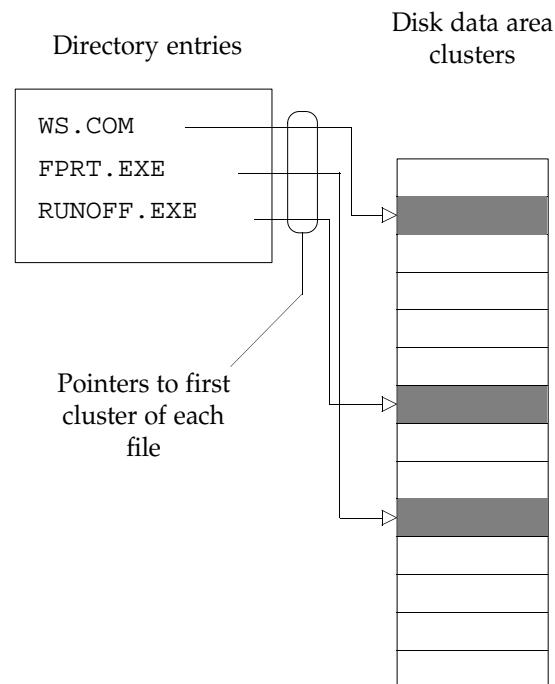 Directory entries
Disk data area
clusters
WS.COM
FPRT.EXE
RUNOFF.EXE
Pointers to first
cluster of each
file